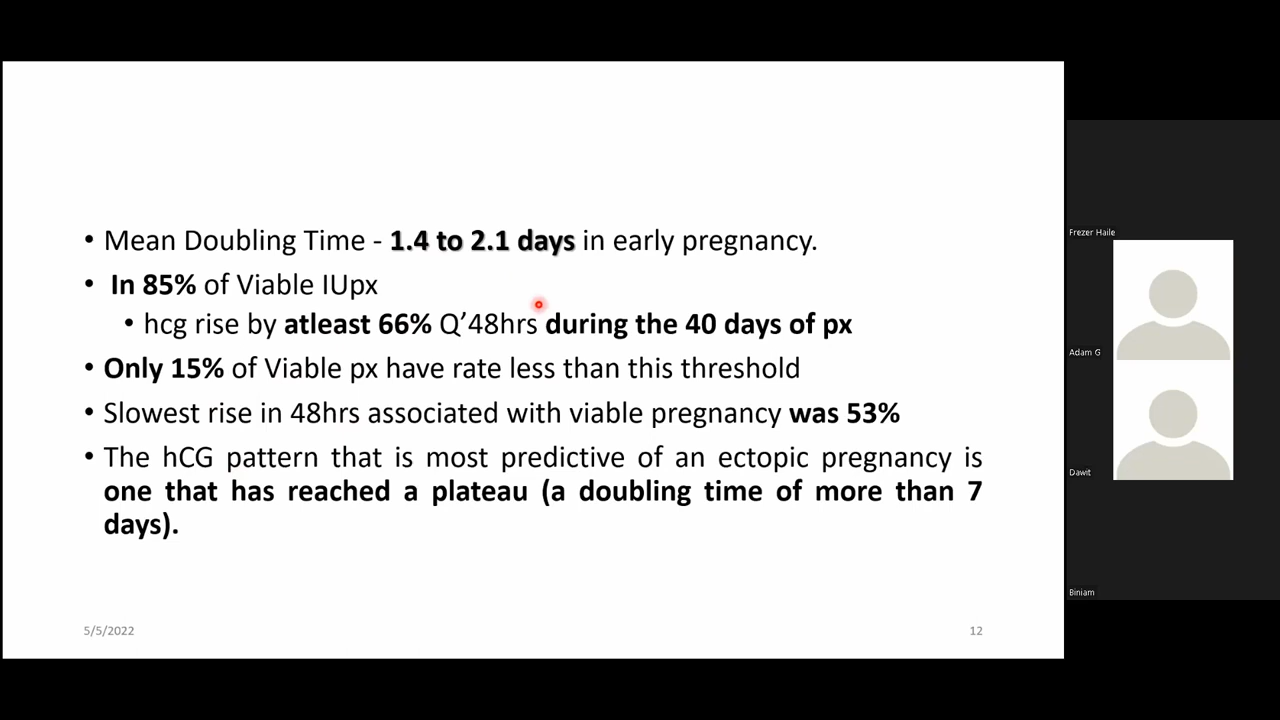 • Mean Doubling Time - 1.4 to 2.1 days in early pregnancy.
• In 85% of Viable IUpx
• hcg rise by atleast 66% Q’48hrs during the 40 days of px
• Only 15% of Viable px have rate less than this threshold
• Slowest rise in 48hrs associated with viable pregnancy was 53%
• The hCG pattern that is most predictive of an ectopic pregnancy is
one that has reached a plateau (a doubling time of more than 7
days).
5/5/2022
12
Frezer Haile
Adam G
Dawit
Biniam